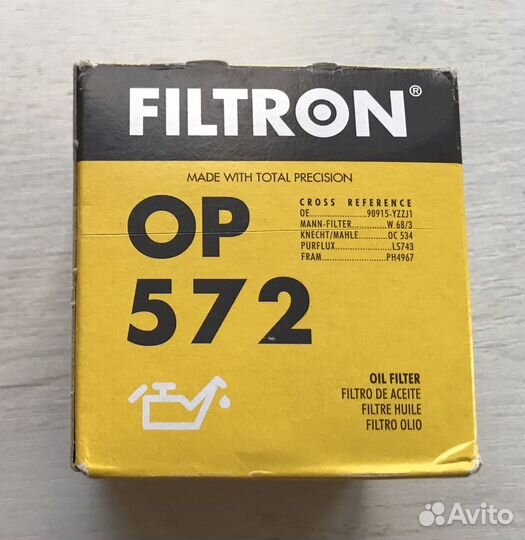 FILTRON®
MADE WITH TOTAL PRECISION
OP
572
CROSS REFERENCE
OE....................90915-YZZJ1
MANN-FILTER............W 68/3
KNECHT/MAHLE..........OC 534
PURFLUX....................LS743
FRAM......................PH4967
OIL FILTER
FILTRO DE ACEITE
FILTRE HUILE
FILTRO OLIO
Avito